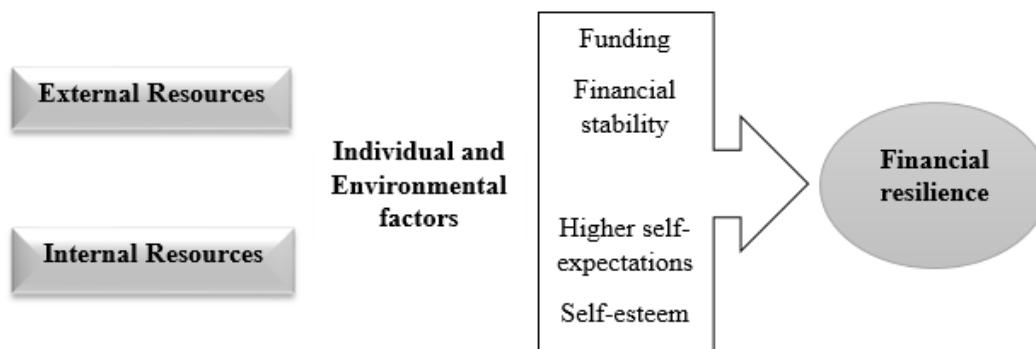 External Resources
Internal Resources
Individual and
Environmental
factors
Funding
Financial
stability
Higher self-
expectations
Self-esteem
Financial
resilience